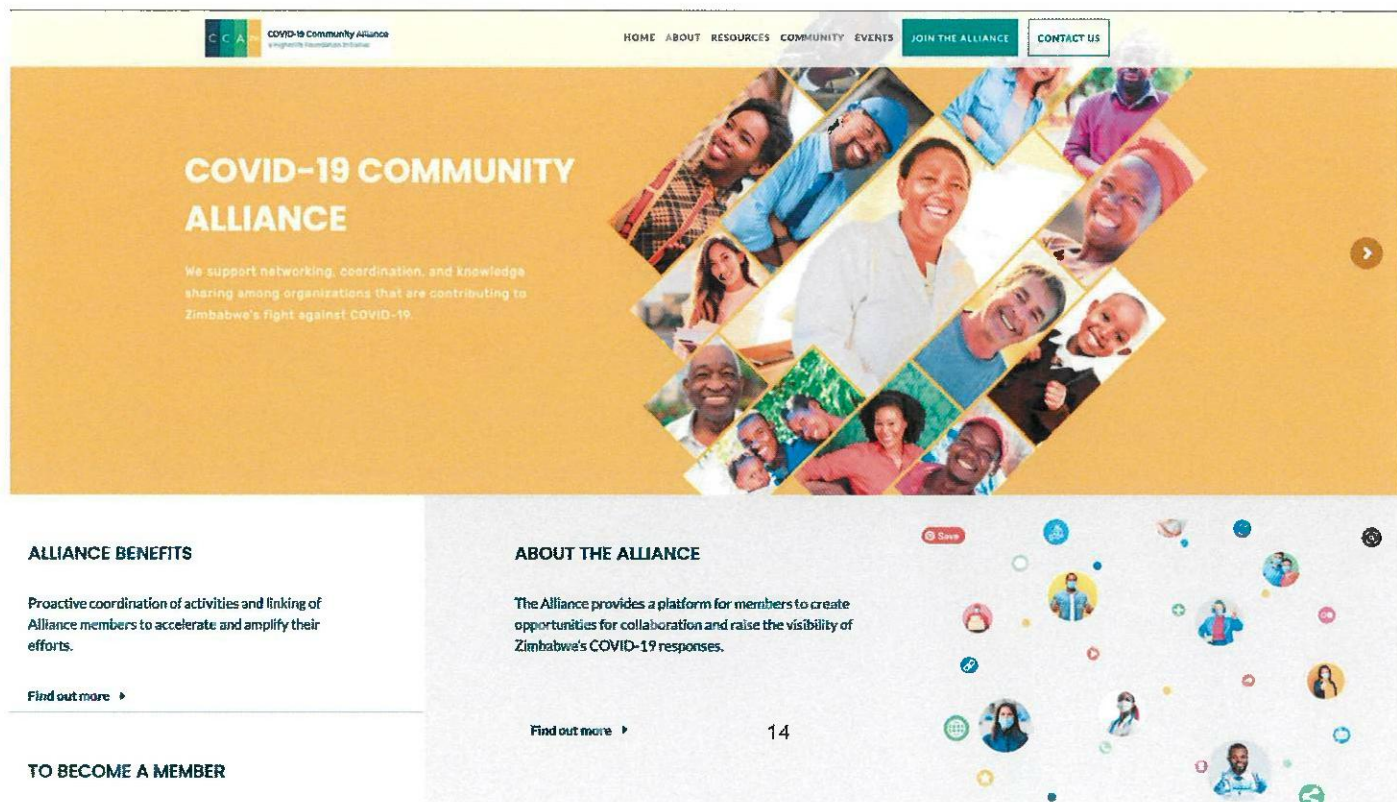 CCA
COVID-19 Community Alliance
a Higherlife Foundation Initiative
HOME ABOUT RESOURCES COMMUNITY EVENTS JOIN THE ALLIANCE CONTACT US
COVID-19 COMMUNITY
ALLIANCE
We support networking, coordination, and knowledge
sharing among organizations that are contributing to
Zimbabwe's fight against COVID-19.
ALLIANCE BENEFITS
Proactive coordination of activities and linking of
Alliance members to accelerate and amplify their
efforts.
Find out more
TO BECOME A MEMBER
ABOUT THE ALLIANCE
The Alliance provides a platform for members to create
opportunities for collaboration and raise the visibility of
Zimbabwe's COVID-19 responses.
Find out more
14
Save